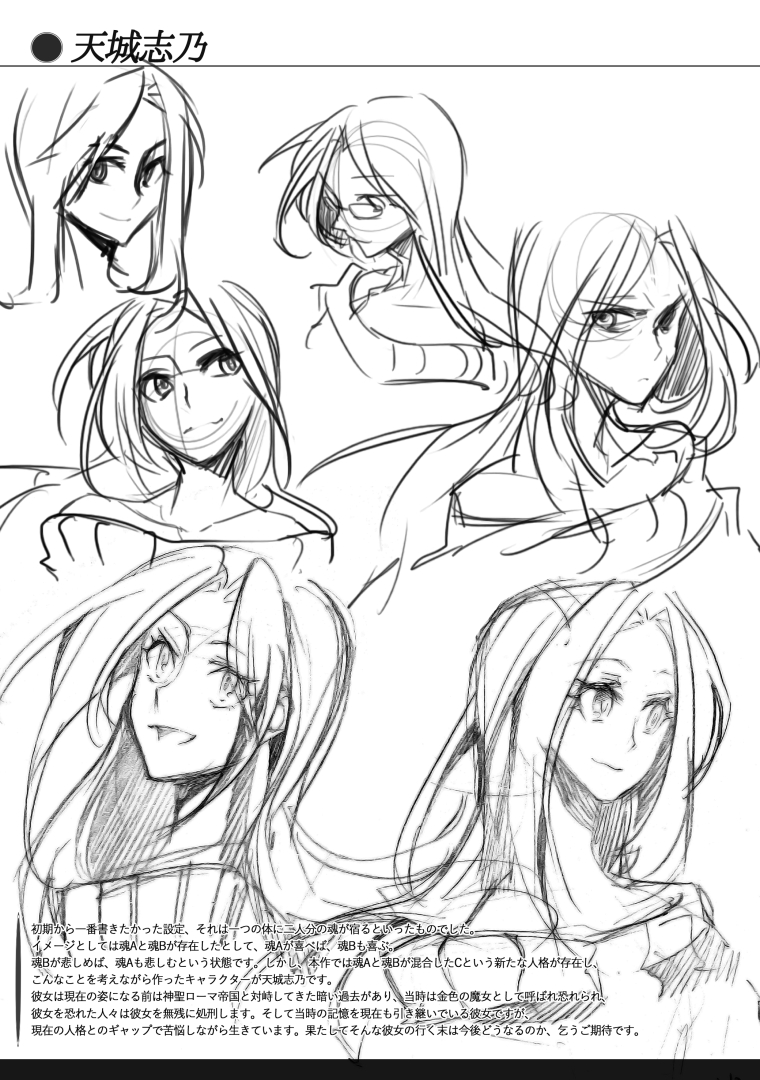 天城志乃
初期から一番書きたかった設定、それは一つの体に二人分の魂が宿るといったものでした。
イメージとしては魂Aと魂Bが存在したとして、魂Aが喜べば、魂Bも喜ぶ。
魂Bが悲しめば、魂Aも悲しむという状態です。しかし、本作では魂Aと魂Bが混合したCという新たな人格が存在し、
こんなことを考えながら作ったキャラクターが天城志乃です。
彼女は現在の姿になる前は神聖ローマ帝国と対峙してきた暗い過去があり、当時は金色の魔女として呼ばれ恐れられ、
彼女を恐れた人々は彼女を無残に処刑します。そして当時の記憶を現在も引き継いでいる彼女ですが、
現在の人格とのギャップで苦悩しながら生きています。果たしてそんな彼女の行く末は今後どうなるのか、乞うご期待です。